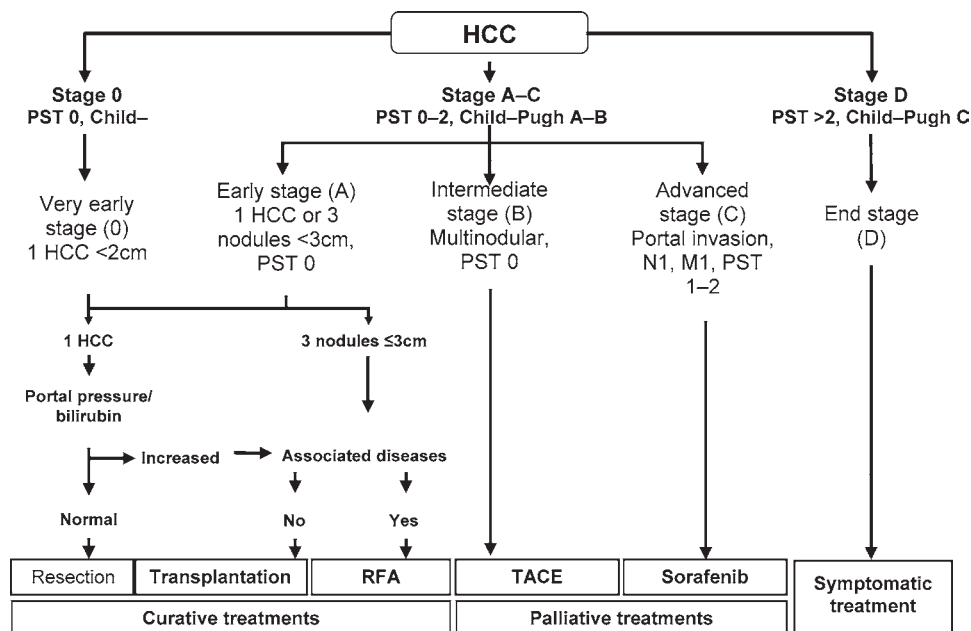 HCC
Stage 0
PST 0, Child–
Stage A–C
PST 0–2, Child–Pugh A–B
Stage D
PST >2, Child–Pugh C
Very early
stage (0)
1 HCC <2cm
Early stage (A)
1 HCC or 3
nodules <3cm,
PST 0
Intermediate
stage (B)
Multinodular,
PST 0
Advanced
stage (C)
Portal invasion,
N1, M1, PST
1–2
End stage
(D)
1 HCC
3 nodules ≤3cm
Portal pressure/
bilirubin
Increased
Associated diseases
Normal
No
Yes
Resection
Transplantation
RFA
TACE
Sorafenib
Symptomatic
treatment
Curative treatments
Palliative treatments